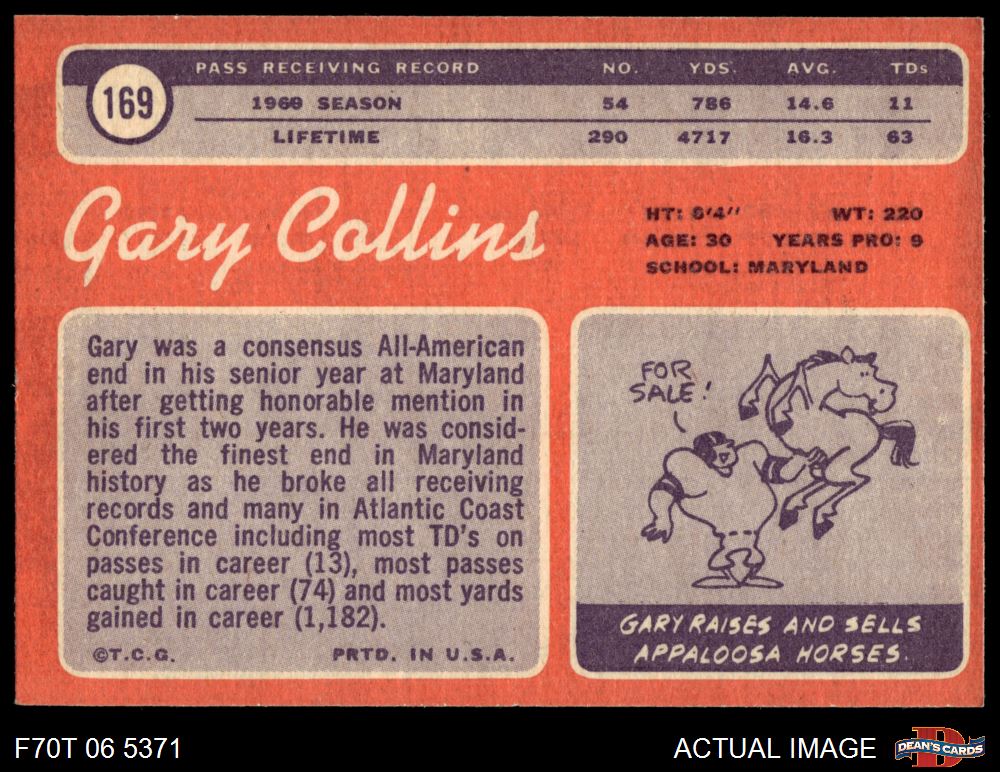 169
PASS RECEIVING RECORD NO. YDS. AVG. TDs
1969 SEASON 54 786 14.6 11
LIFETIME 290 4717 16.3 63
Gary Collins
HT: 6'4" WT: 220
AGE: 30 YEARS PRO: 9
SCHOOL: MARYLAND
Gary was a consensus All-American
end in his senior year at Maryland
after getting honorable mention in
his first two years. He was consid-
ered the finest end in Maryland
history as he broke all receiving
records and many in Atlantic Coast
Conference including most TD's on
passes in career (13), most passes
caught in career (74) and most yards
gained in career (1,182).
©T.C.G. PRTD. IN U.S.A.
FOR
SALE!
GARY RAISES AND SELLS
APPALOOSA HORSES.
F70T 06 5371
ACTUAL IMAGE
D
DEAN'S CARDS